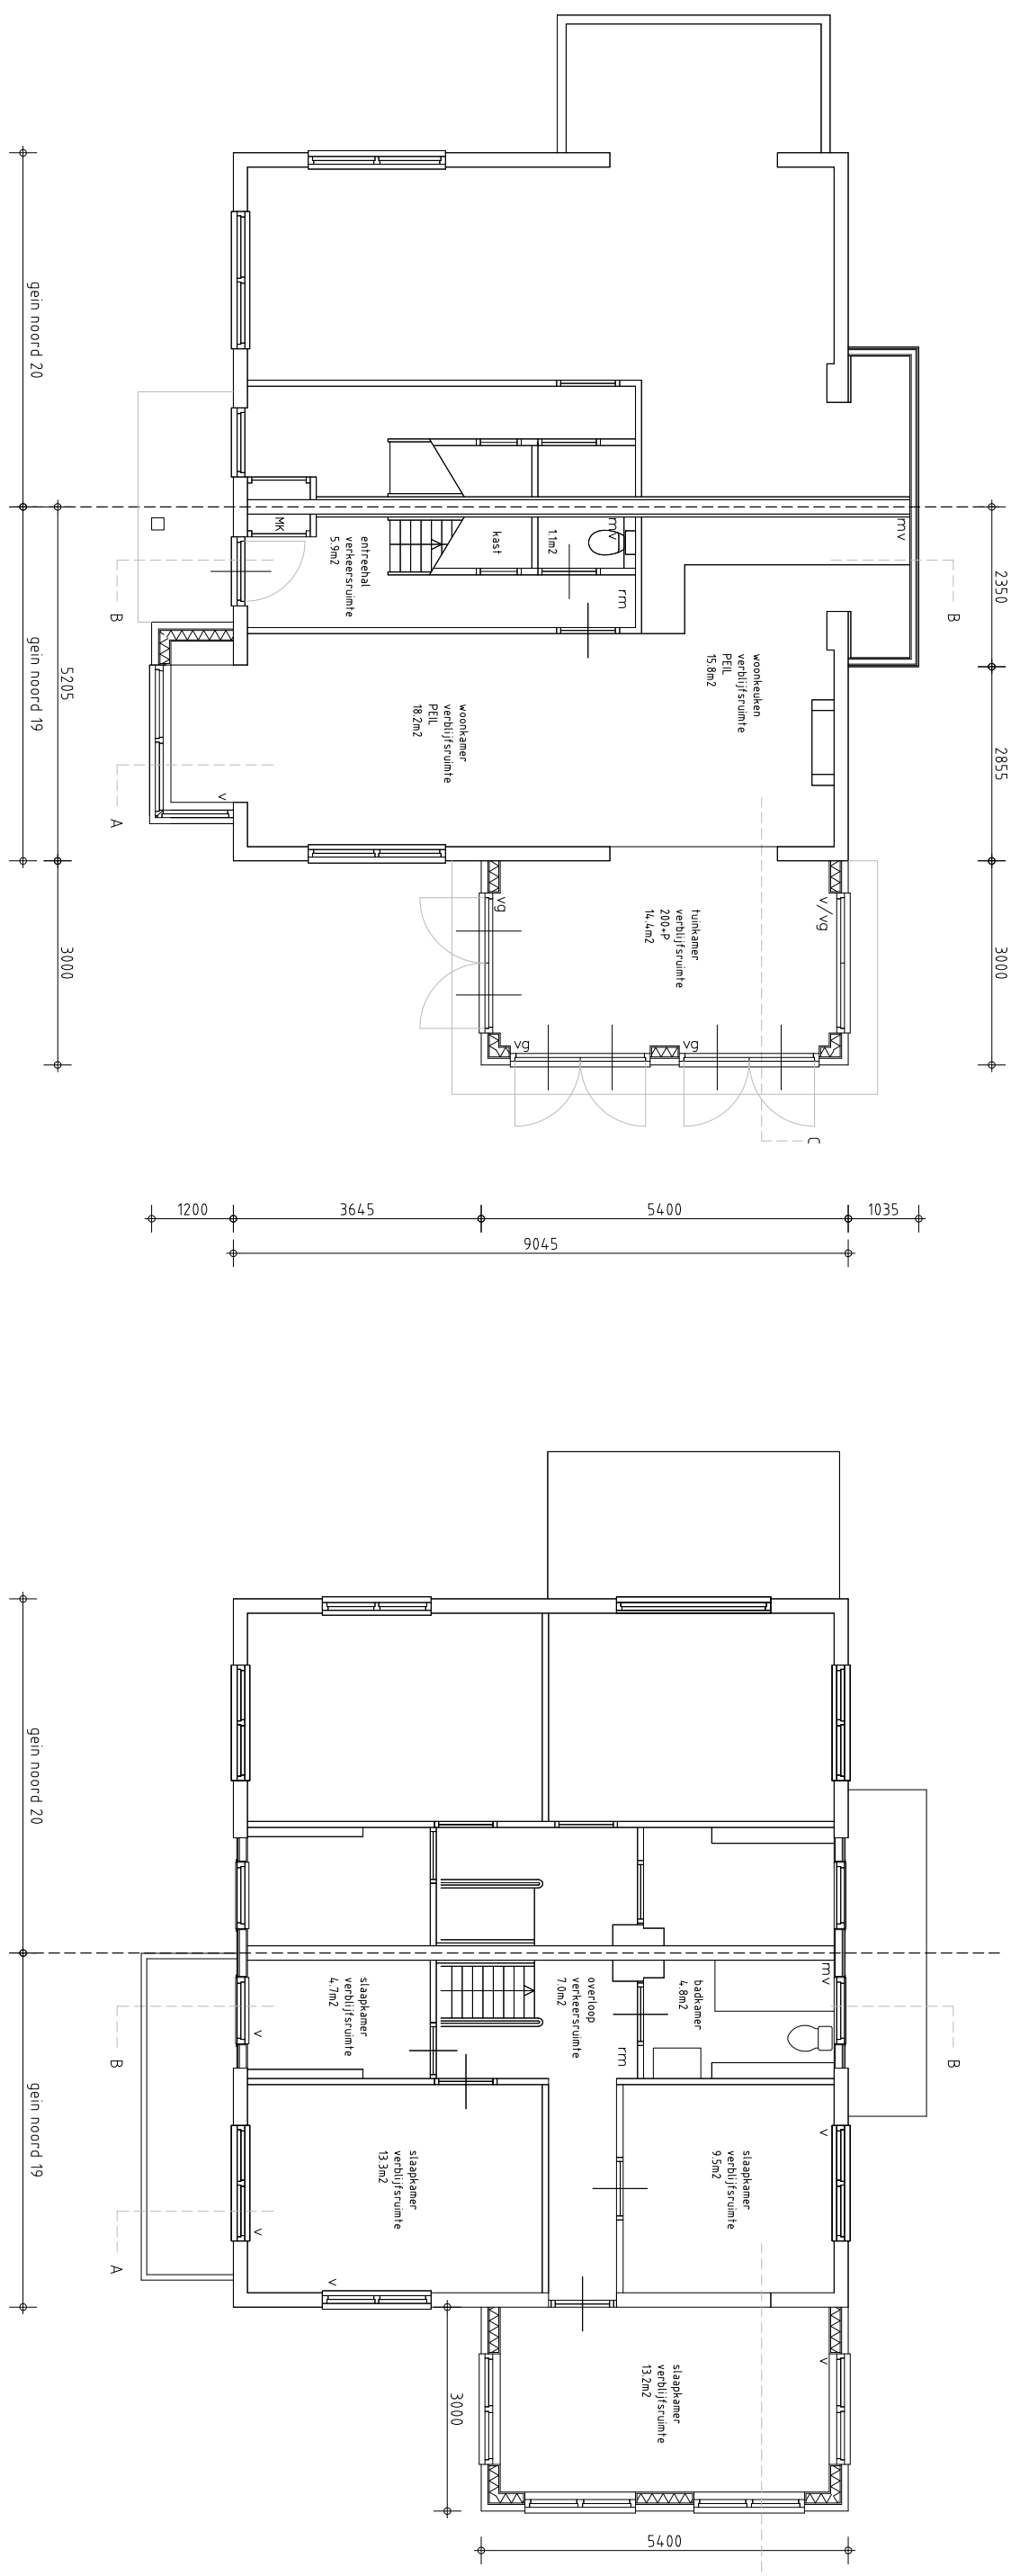 gein noord 20
gein noord 19
5205
3000
2350
2855
3000
MK
entreehal
verkeersruimte
5.9m2
kast
1.1m2
mv
rm
mv
B
B
woonkeuken
verblijfsruimte
PEIL
15.8m2
woonkamer
verblijfsruimte
PEIL
18.2m2
v
A
vg
v/vg
tuinkamer
verblijfsruimte
200+P
14.4m2
vg
vg
C
1200
3645
5400
1035
9045
gein noord 20
gein noord 19
slaapkamer
verblijfsruimte
4.7m2
v
overloop
verkeersruimte
7.0m2
rm
badkamer
4.8m2
mv
B
B
slaapkamer
verblijfsruimte
13.3m2
v
v
slaapkamer
verblijfsruimte
9.5m2
v
A
slaapkamer
verblijfsruimte
13.2m2
v
3000
5400